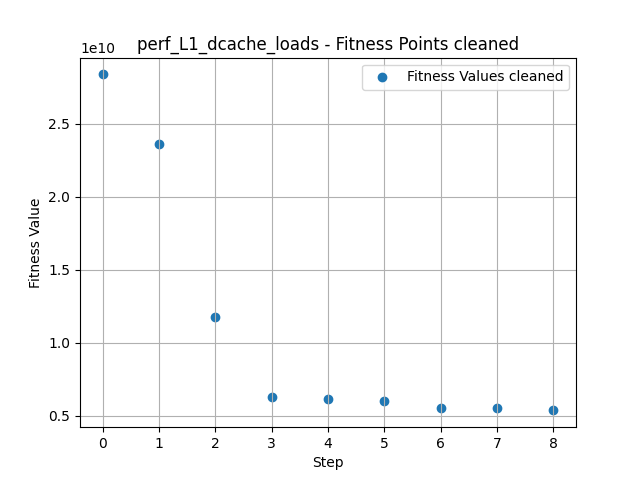 perf_L1_dcache_loads - Fitness Points cleaned
1e10
Fitness Values cleaned
2.5
2.0
1.5
1.0
0.5
Fitness Value
0 1 2 3 4 5 6 7 8
Step